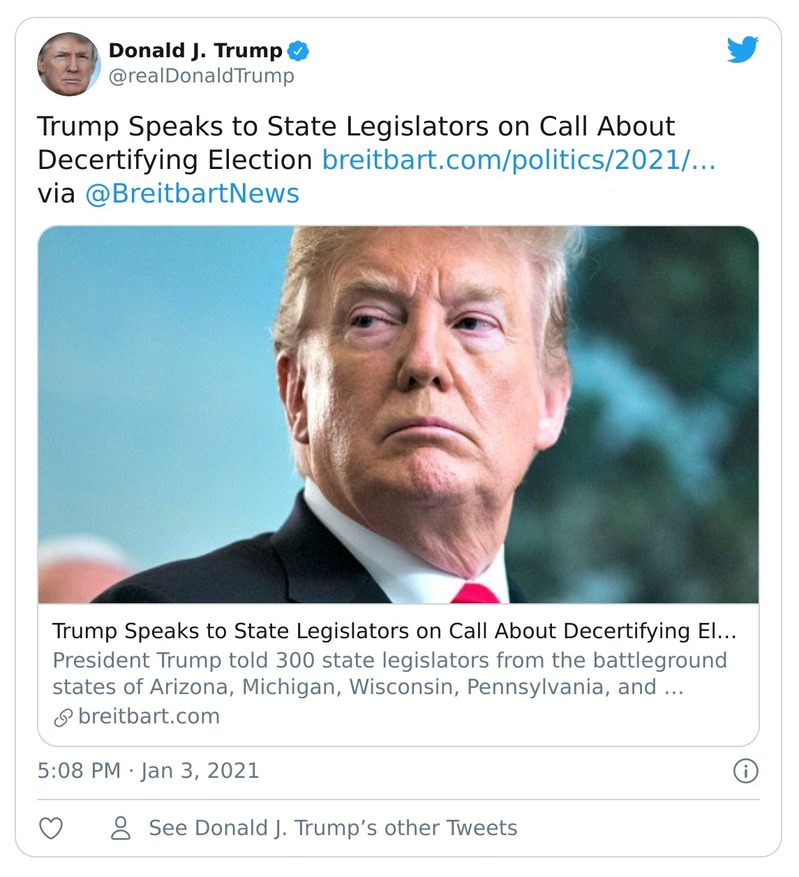 Donald J. Trump
@realDonaldTrump
Trump Speaks to State Legislators on Call About
Decertifying Election breitbart.com/politics/2021/…
via @BreitbartNews
Trump Speaks to State Legislators on Call About Decertifying El…
President Trump told 300 state legislators from the battleground
states of Arizona, Michigan, Wisconsin, Pennsylvania, and …
breitbart.com
5:08 PM · Jan 3, 2021
See Donald J. Trump’s other Tweets